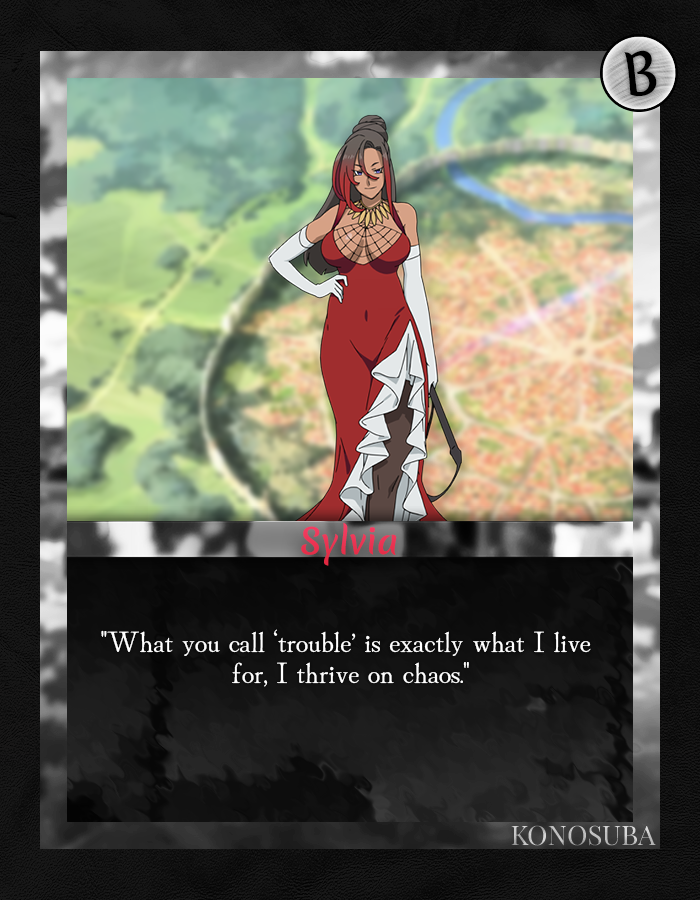 B
Sylvia
"What you call ‘trouble’ is exactly what I live
for, I thrive on chaos."
KONOSUBA